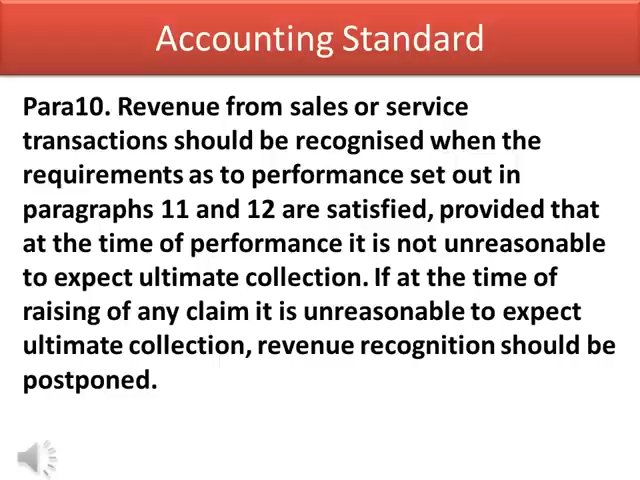 Accounting Standard
Para10. Revenue from sales or service
transactions should be recognised when the
requirements as to performance set out in
paragraphs 11 and 12 are satisfied, provided that
at the time of performance it is not unreasonable
to expect ultimate collection. If at the time of
raising of any claim it is unreasonable to expect
ultimate collection, revenue recognition should be
postponed.